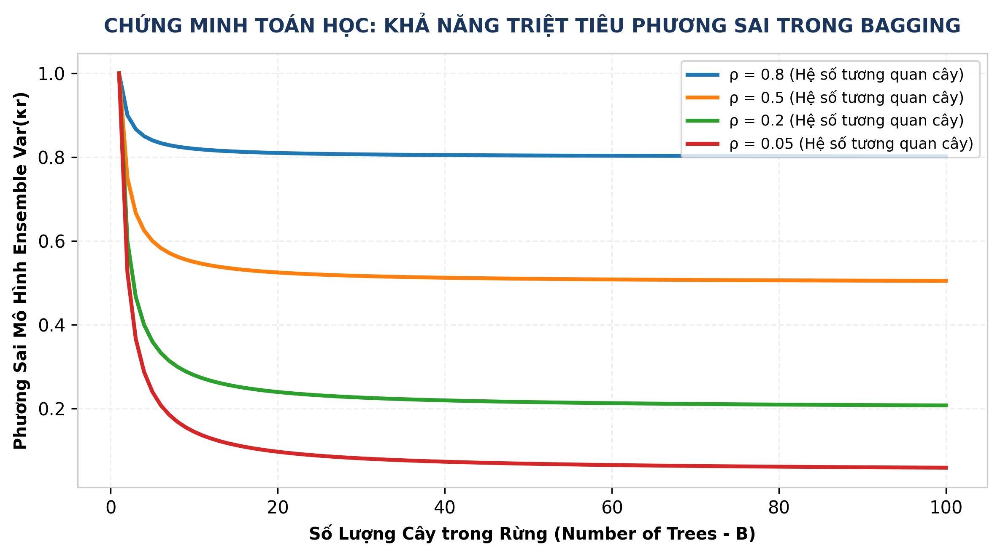 CHỨNG MINH TOÁN HỌC: KHẢ NĂNG TRIỆT TIÊU PHƯƠNG SAI TRONG BAGGING
Phương Sai Mô Hình Ensemble Var(κr)
1.0
0.8
0.6
0.4
0.2
ρ = 0.8 (Hệ số tương quan cây)
ρ = 0.5 (Hệ số tương quan cây)
ρ = 0.2 (Hệ số tương quan cây)
ρ = 0.05 (Hệ số tương quan cây)
0 20 40 60 80 100
Số Lượng Cây trong Rừng (Number of Trees - B)